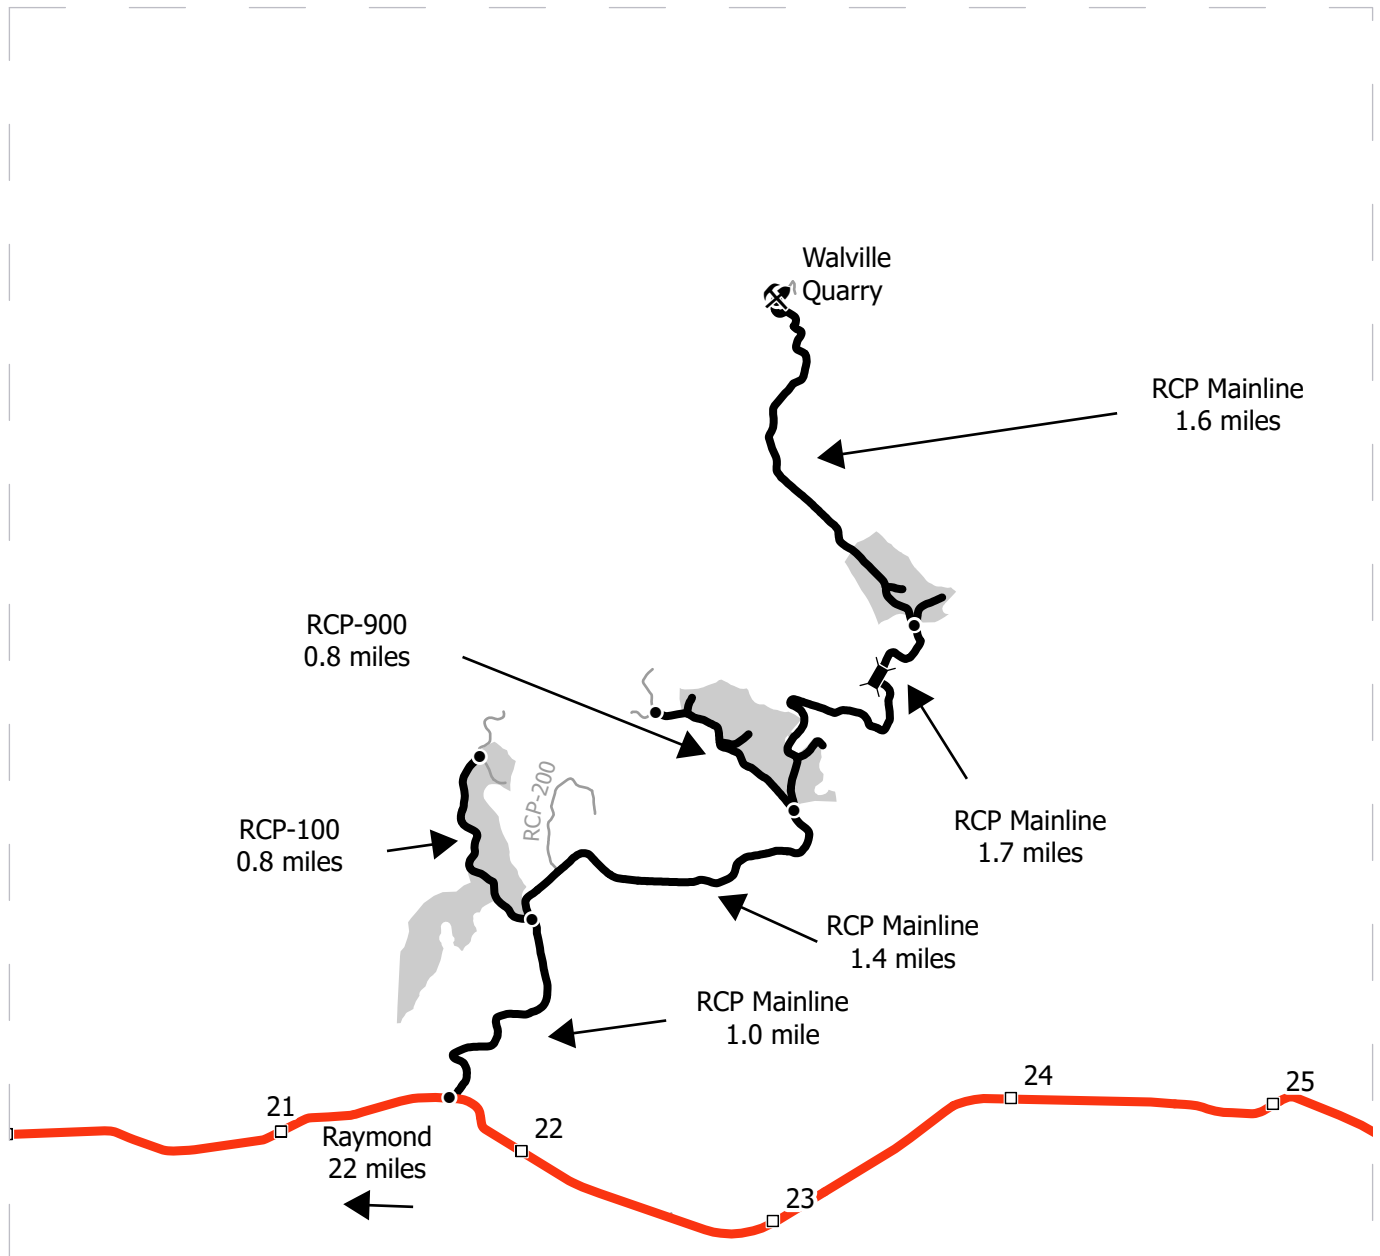 Walville
Quarry
RCP Mainline
1.6 miles
RCP-900
0.8 miles
RCP-200
RCP-100
0.8 miles
RCP Mainline
1.7 miles
RCP Mainline
1.4 miles
RCP Mainline
1.0 mile
24
25
21
22
Raymond
22 miles
23